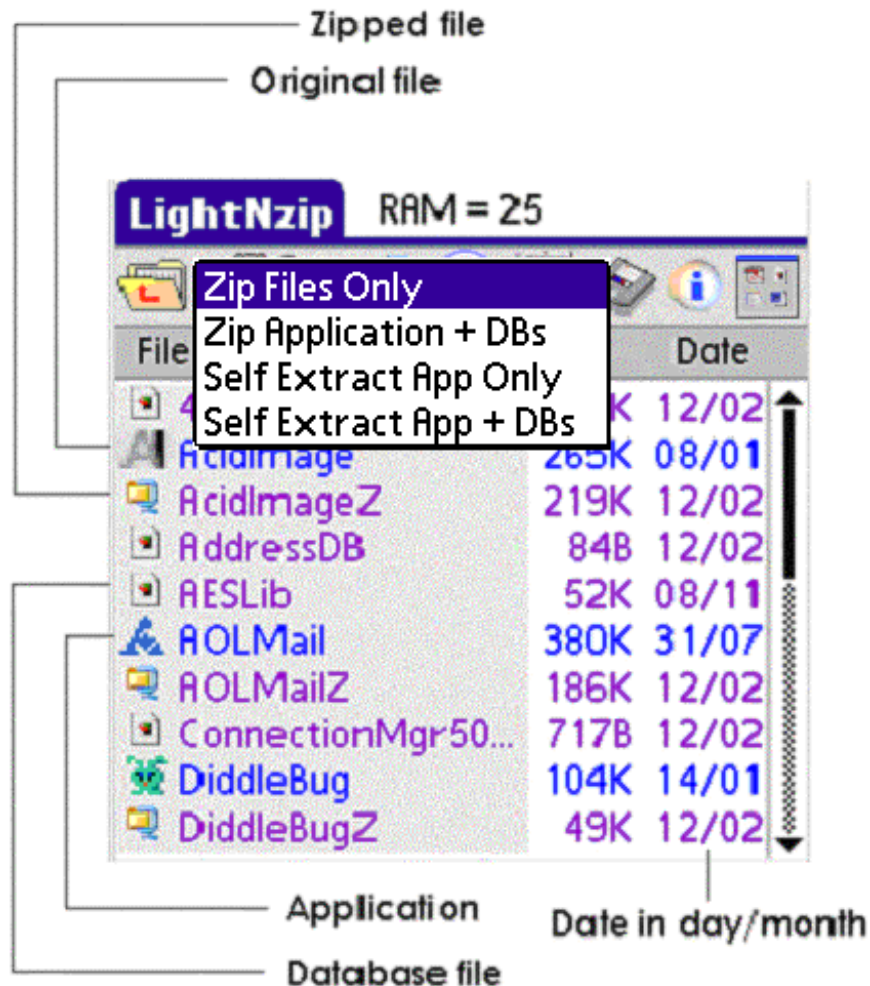 Zipped file
Original file
LightNzip RAM = 25
Zip Files Only
Zip Application + DBs
Self Extract App Only
Self Extract App + DBs
File Date
4 K 12/02
AcidImage 265K 08/01
AcidImageZ 219K 12/02
AddressDB 84B 12/02
AESLib 52K 08/11
AOLMail 380K 31/07
AOLMailZ 186K 12/02
ConnectionMgr50... 717B 12/02
DiddleBug 104K 14/01
DiddleBugZ 49K 12/02
Application
Date in day/month
Database file